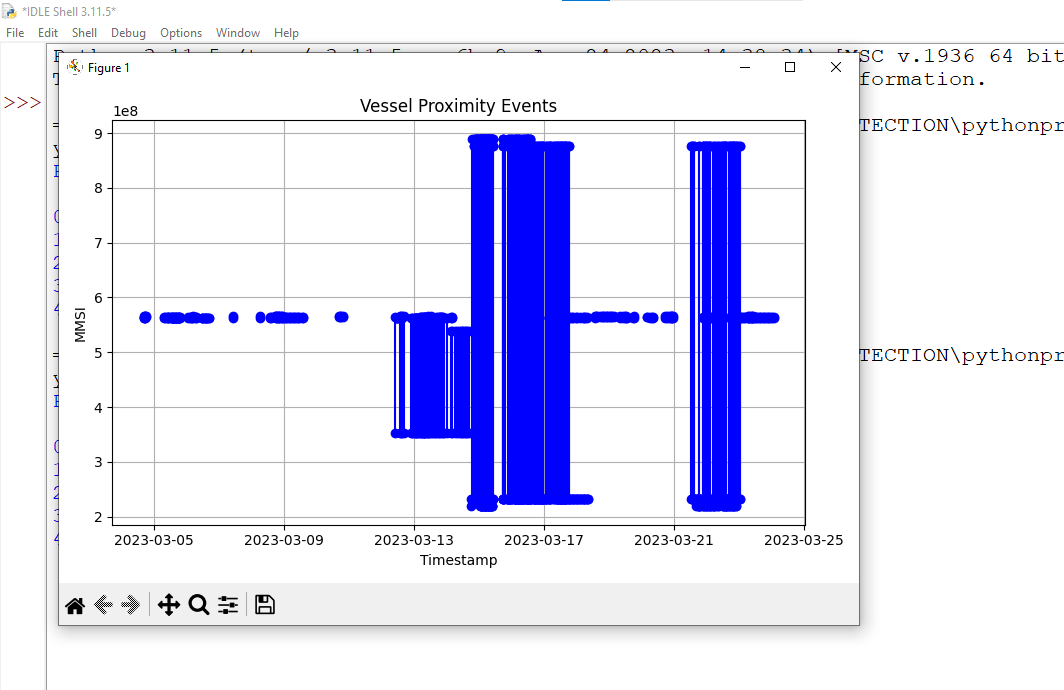 *IDLE Shell 3.11.5*
File Edit Shell Debug Options Window Help
SC v.1936 64 bit
formation.
>>>
TECTION\pythonpr
TECTION\pythonpr
Figure 1
Vessel Proximity Events
1e8
9
8
7
6
5
4
3
2
MMSI
2023-03-05 2023-03-09 2023-03-13 2023-03-17 2023-03-21 2023-03-25
Timestamp